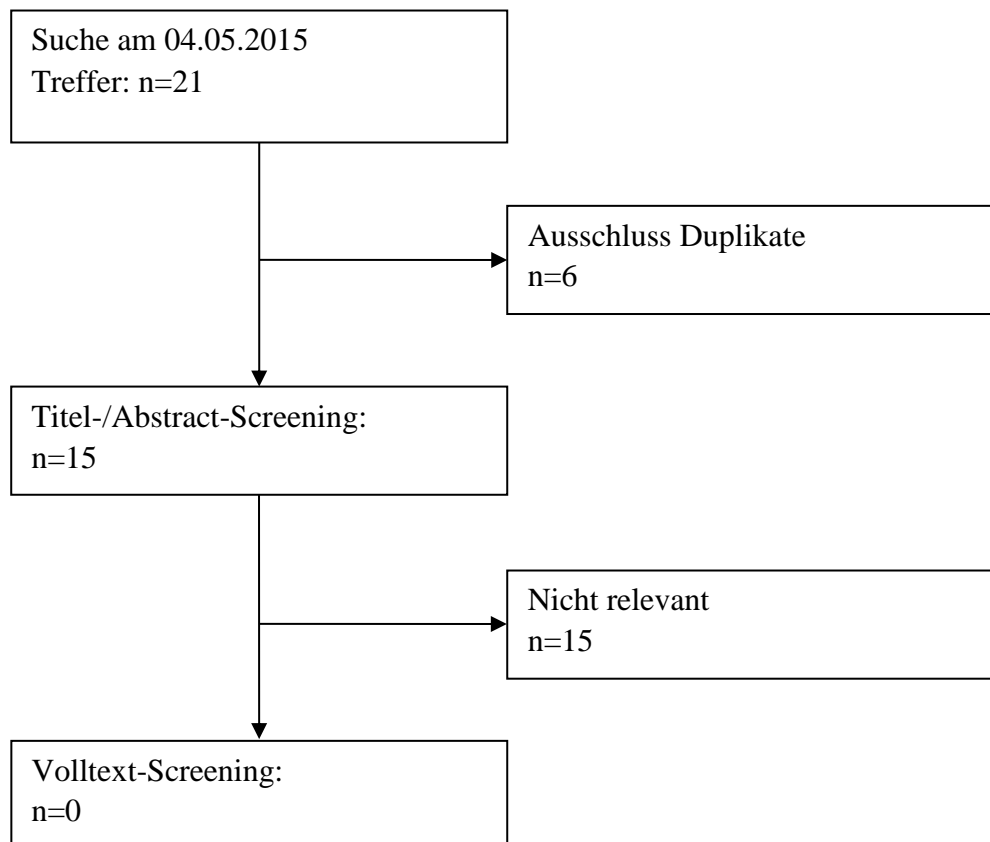 Suche am 04.05.2015
Treffer: n=21
Ausschluss Duplikate
n=6
Titel-/Abstract-Screening:
n=15
Nicht relevant
n=15
Volltext-Screening:
n=0